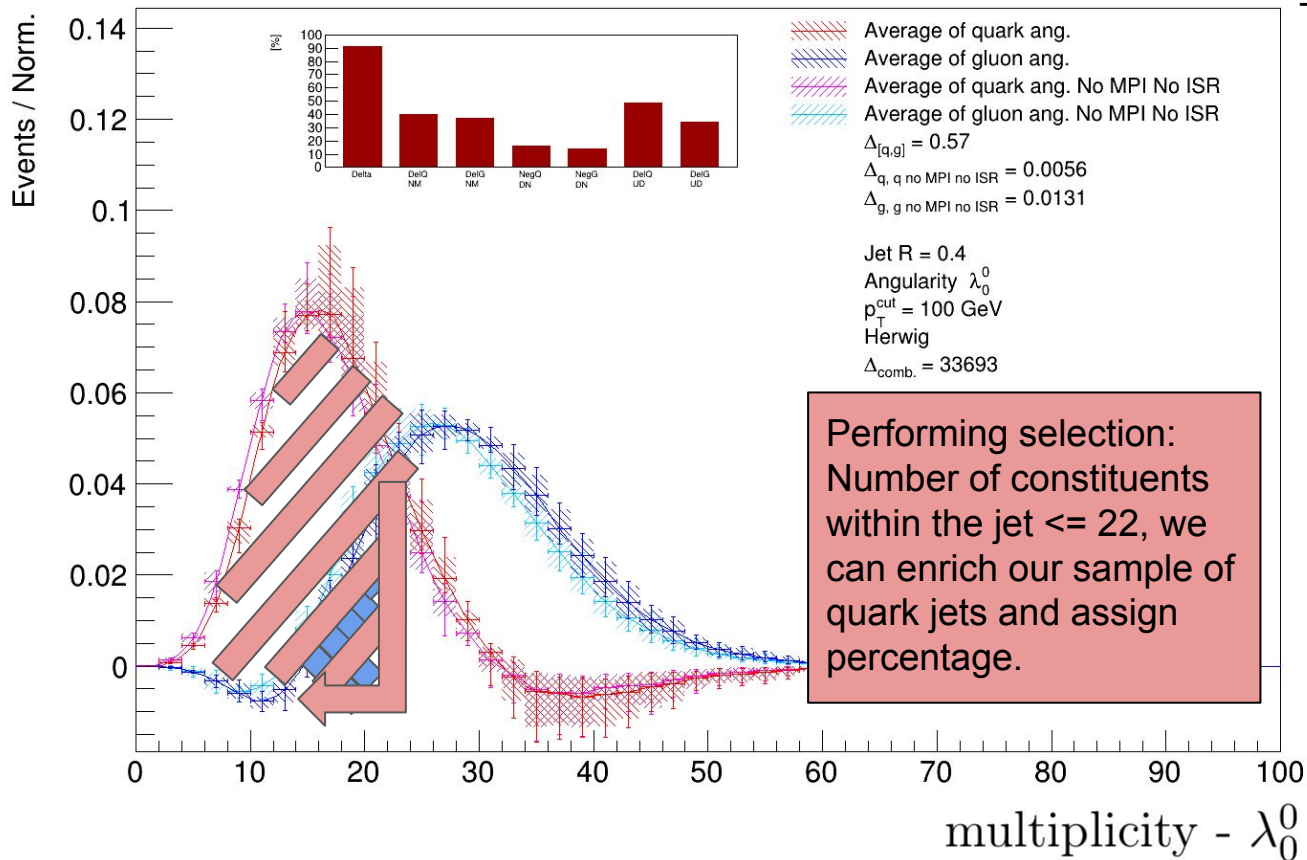 Events / Norm.
0.14
0.12
0.1
0.08
0.06
0.04
0.02
0
[%]
100
90
80
70
60
50
40
30
20
10
0
Delta
DelQ NM
DelG NM
NegQ DN
NegG DN
DelQ UD
DelG UD
Average of quark ang.
Average of gluon ang.
Average of quark ang. No MPI No ISR
Average of gluon ang. No MPI No ISR
Δ[q,g] = 0.57
Δq, q no MPI no ISR = 0.0056
Δg, g no MPI no ISR = 0.0131
Jet R = 0.4
Angularity λ⁰₀
p_T^cut = 100 GeV
Herwig
Δcomb. = 33693
Performing selection:
Number of constituents
within the jet <= 22, we
can enrich our sample of
quark jets and assign
percentage.
0 10 20 30 40 50 60 70 80 90 100
multiplicity - λ⁰₀